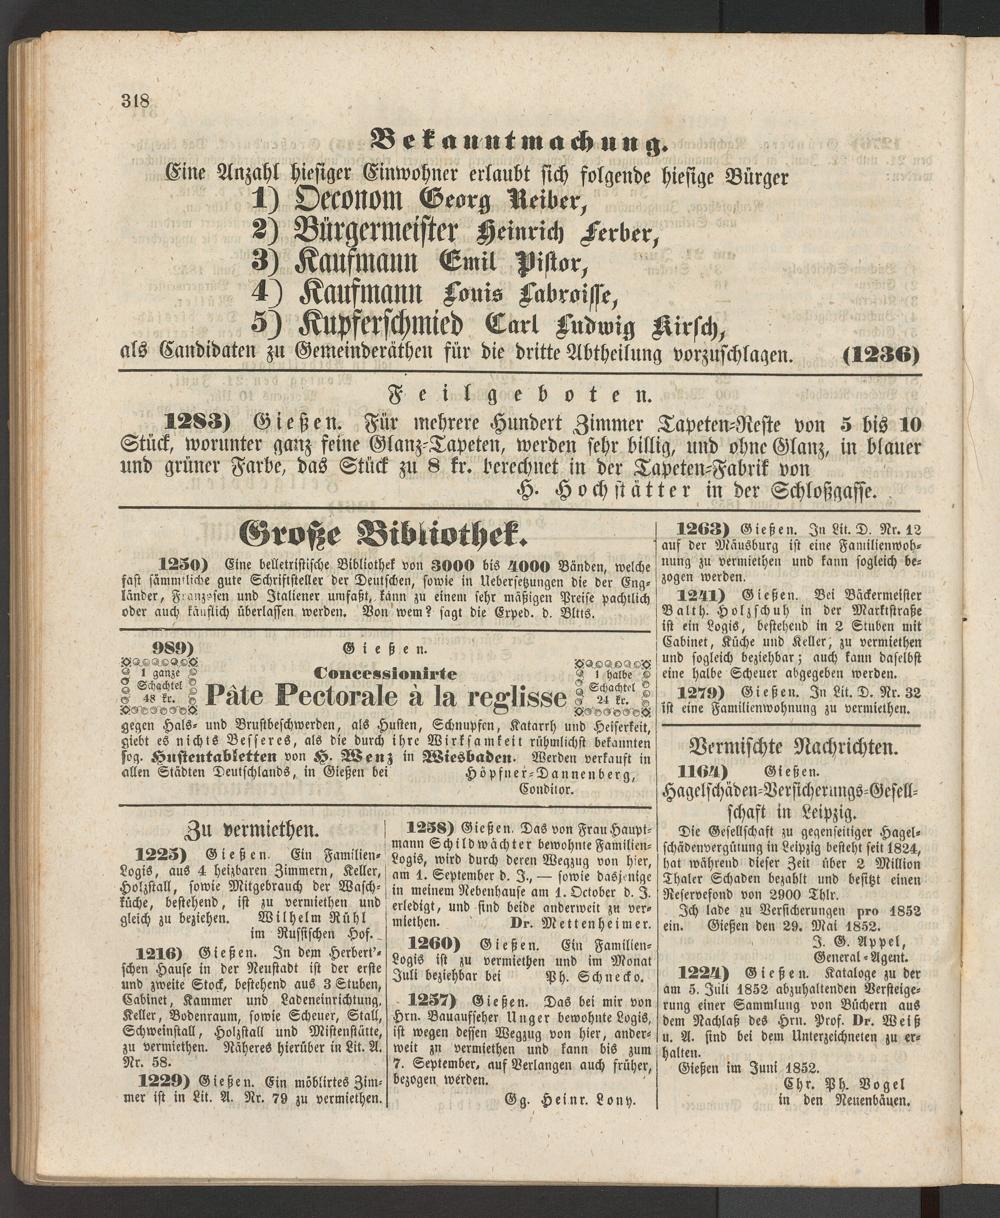 318
Bekanntmachung.
Eine Anzahl hiesiger Einwohner erlaubt sich folgende hiesige Bürger
1) Oeconom Georg Reiber,
2) Bürgermeister Heinrich Ferber,
3) Kaufmann Emil Pistor,
4) Kaufmann Louis Labroisse,
5) Kupferschmied Carl Ludwig Kirsch,
als Candidaten zu Gemeinderäthen für die dritte Abtheilung vorzuschlagen. (1236)
Feilgeboten.
1283) Gießen. Für mehrere Hundert Zimmer Tapeten-Reste von 5 bis 10
Stück, worunter ganz feine Glanz-Tapeten, werden sehr billig, und ohne Glanz, in blauer
und grüner Farbe, das Stück zu 8 kr. berechnet in der Tapeten-Fabrik von
H. Hochstätter in der Schloßgasse.
Große Bibliothek.
1250) Eine belletristische Bibliothek von 3000 bis 4000 Bänden, welche
fast sämmtliche gute Schriftsteller der Deutschen, sowie in Uebersetzungen die der Eng-
länder, Franzosen und Italiener umfaßt, kann zu einem sehr mäßigen Preise pachtlich
oder auch käuflich überlassen werden. Von wem? sagt die Exped. d. Bltts.
989) Gießen.
1 ganze
Schachtel
48 kr.
Concessionirte
Pâte Pectorale à la reglisse
1 halbe
Schachtel
24 kr.
gegen Hals- und Brustbeschwerden, als Husten, Schnupfen, Katarrh und Heiserkeit,
giebt es nichts Besseres, als die durch ihre Wirksamkeit rühmlichst bekannten
sog. Hustentabletten von H. Wenz in Wiesbaden. Werden verkauft in
allen Städten Deutschlands, in Gießen bei Höpfner-Dannenberg,
Conditor.
Zu vermiethen.
1225) Gießen. Ein Familien-
Logis, aus 4 heizbaren Zimmern, Keller,
Holzstall, sowie Mitgebrauch der Wasch-
küche, bestehend, ist zu vermiethen und
gleich zu beziehen. Wilhelm Rühl
im Russischen Hof.
1216) Gießen. In dem Herbert'-
schen Hause in der Neustadt ist der erste
und zweite Stock, bestehend aus 3 Stuben,
Cabinet, Kammer und Ladeneinrichtung,
Keller, Bodenraum, sowie Scheuer, Stall,
Schweinstall, Holzstall und Mistenstätte,
zu vermiethen. Näheres hierüber in Lit. A.
Nr. 58.
1229) Gießen. Ein möblirtes Zim-
mer ist in Lit. A. Nr. 79 zu vermiethen.
1258) Gießen. Das von Frau Haupt-
mann Schildwächter bewohnte Familien-
Logis, wird durch deren Wegzug von hier,
am 1. September d. J., — sowie dasjenige
in meinem Nebenhause am 1. October d. J.
erledigt, und sind beide anderweit zu ver-
miethen. Dr. Mettenheimer.
1260) Gießen. Ein Familien-
Logis ist zu vermiethen und im Monat
Juli beziehbar bei Ph. Schneck.
1257) Gießen. Das bei mir von
Hrn. Bauaufseher Unger bewohnte Logis,
ist wegen dessen Wegzug von hier, ander-
weit zu vermiethen und kann bis zum
7. September, auf Verlangen auch früher,
bezogen werden.
Gg. Heinr. Lony.
1263) Gießen. In Lit. D. Nr. 12
auf der Mäusburg ist eine Familienwoh-
nung zu vermiethen und kann sogleich be-
zogen werden.
1241) Gießen. Bei Bäckermeister
Balth. Holzschuh in der Marktstraße
ist ein Logis, bestehend in 2 Stuben mit
Cabinet, Küche und Keller, zu vermiethen
und sogleich beziehbar; auch kann daselbst
eine halbe Scheuer abgegeben werden.
1279) Gießen. In Lit. D. Nr. 32
ist eine Familienwohnung zu vermiethen.
Vermischte Nachrichten.
1164) Gießen.
Hagelschäden-Versicherungs-Gesell-
schaft in Leipzig.
Die Gesellschaft zu gegenseitiger Hagel-
schädenvergütung in Leipzig besteht seit 1824,
hat während dieser Zeit über 2 Million
Thaler Schaden bezahlt und besitzt einen
Reservefond von 2900 Thlr.
Ich lade zu Versicherungen pro 1852
ein. Gießen den 29. Mai 1852.
J. G. Appel,
General-Agent.
1224) Gießen. Kataloge zu der
am 5. Juli 1852 abzuhaltenden Versteige-
rung einer Sammlung von Büchern aus
dem Nachlaß des Hrn. Prof. Dr. Weiß
u. A. sind bei dem Unterzeichneten zu er-
halten.
Gießen im Juni 1852.
Chr. Ph. Vogel
in den Neuenbäuen.